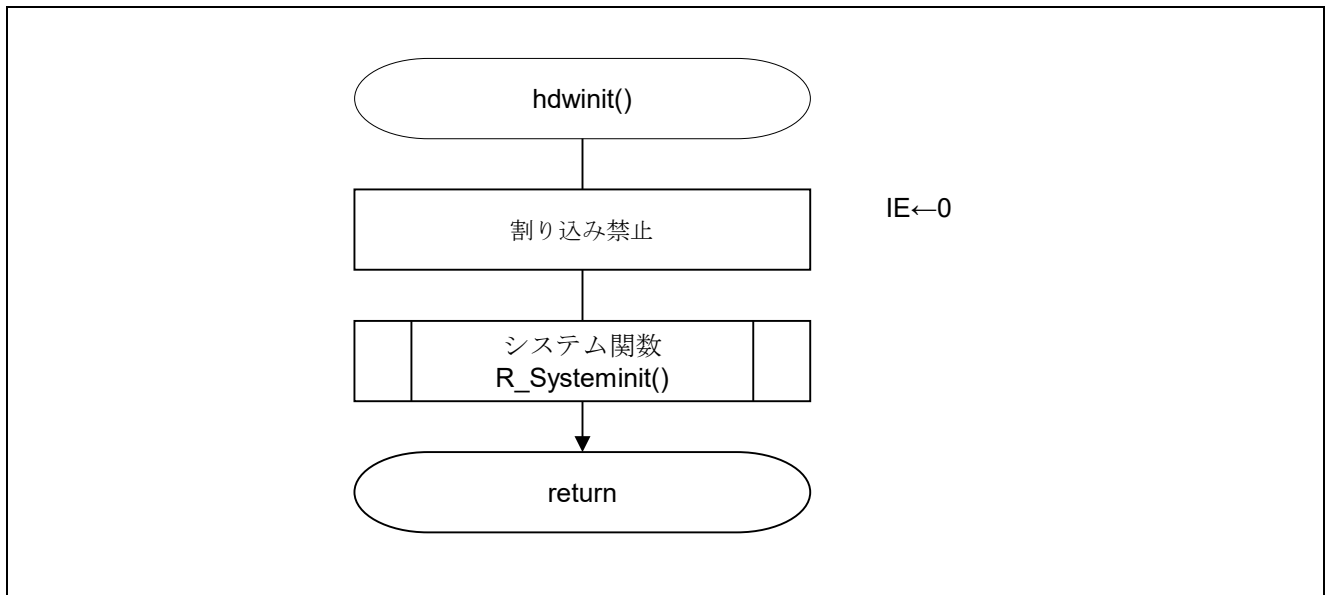 hdwinit()
割り込み禁止
IE←0
システム関数
R_Systeminit()
return